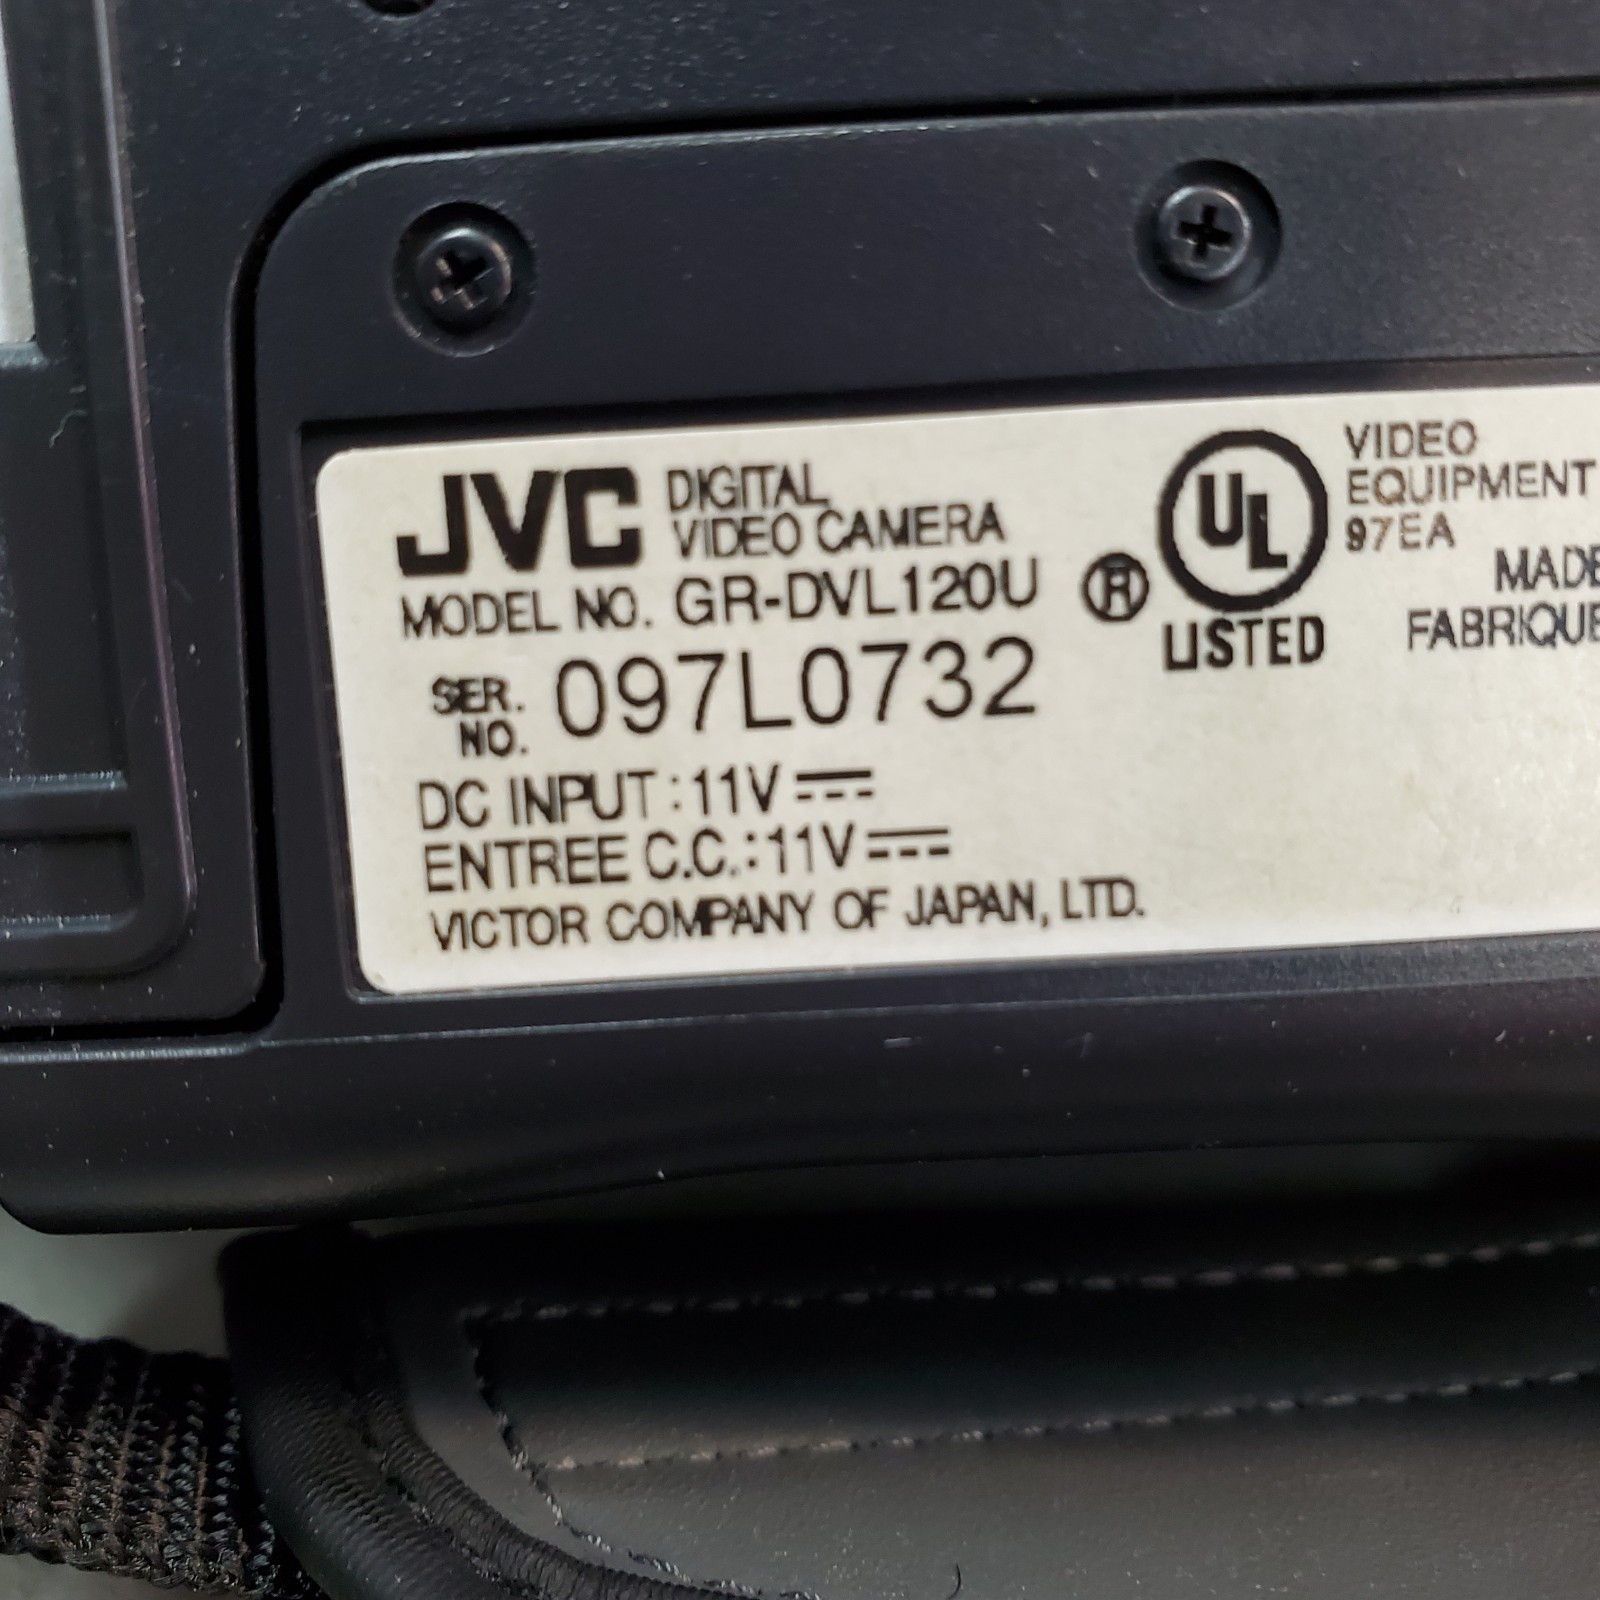 JVC DIGITAL
VIDEO CAMERA
MODEL NO. GR-DVL120U
SER.
NO. 097L0732
DC INPUT : 11V ⎓
ENTREE C.C. : 11V ⎓
VICTOR COMPANY OF JAPAN, LTD.
® UL
LISTED
VIDEO
EQUIPMENT
97EA
MADE
FABRIQUE